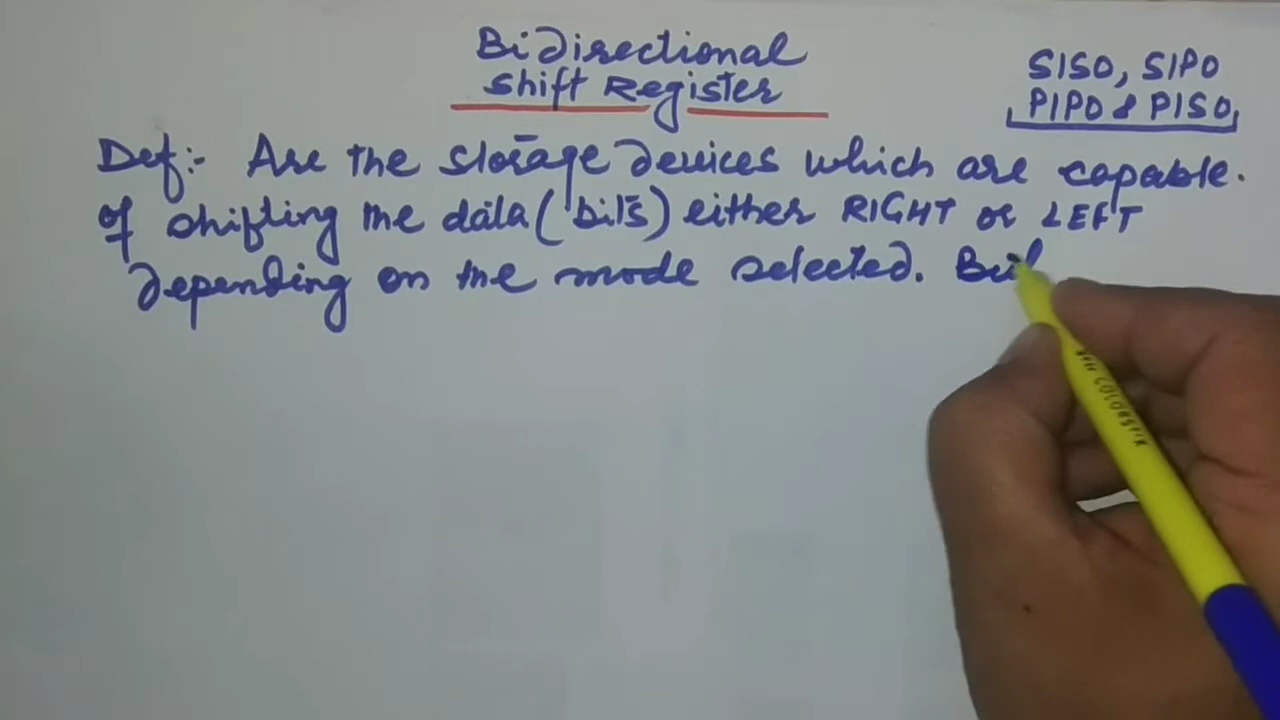 Bidirectional
Shift Register
SISO, SIPO
PIPO & PISO,
Def:- Are the storage devices which are capable.
of shifting the data (bits) either RIGHT or LEFT
depending on the mode selected.
COLORSTIX